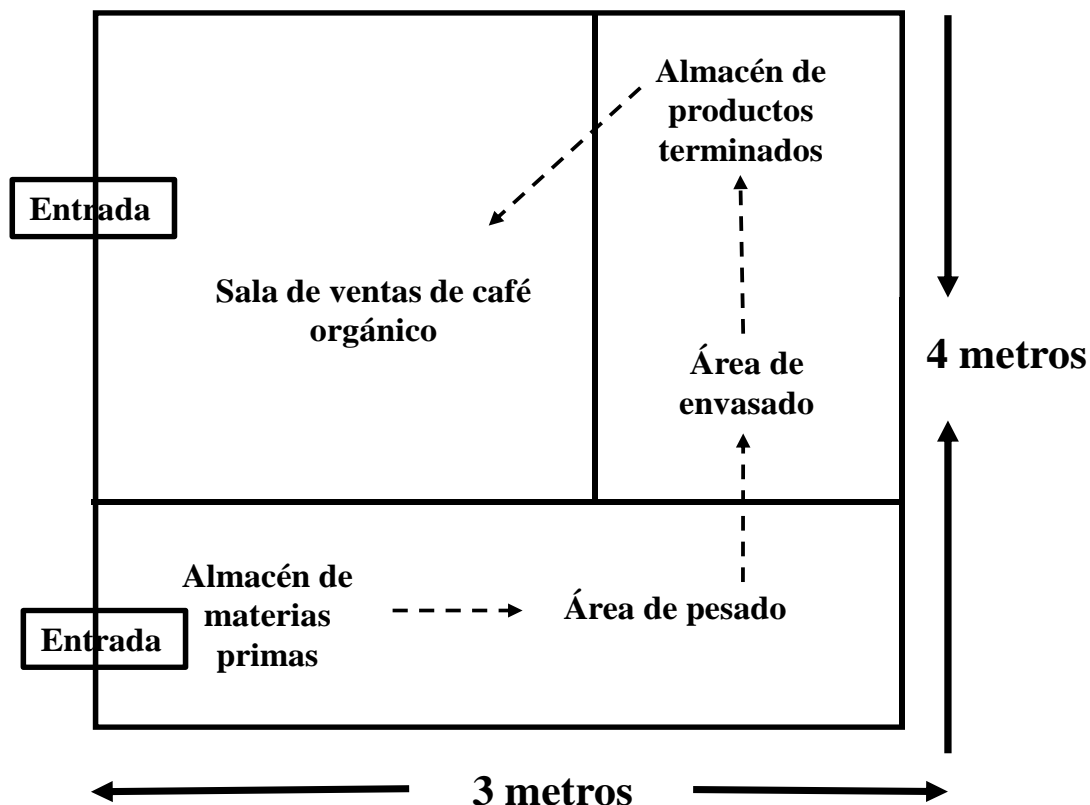 Almacén de
productos
terminados
Entrada
Sala de ventas de café
orgánico
4 metros
Área de
envasado
Almacén de
materias
primas
Área de pesado
Entrada
3 metros